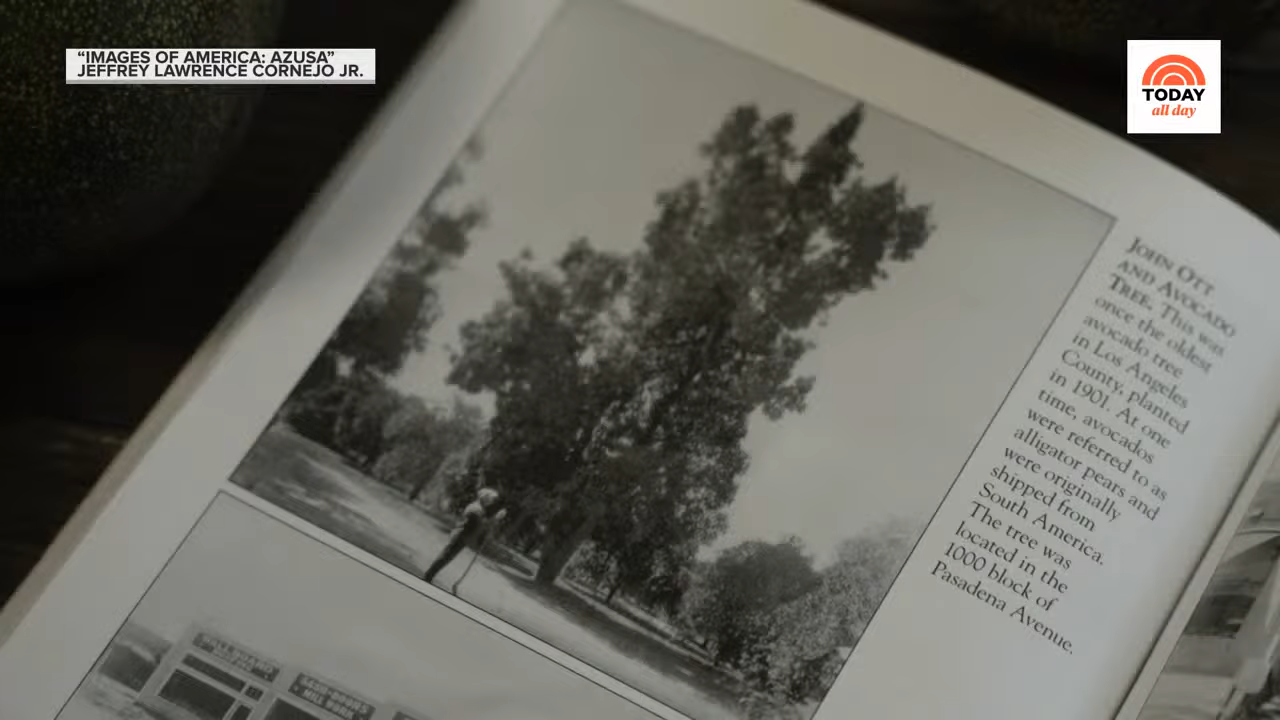 “IMAGES OF AMERICA: AZUSA”
JEFFREY LAWRENCE CORNEJO JR.
TODAY
all day
JOHN OTT
AND AVOCADO
TREE. This was
once the oldest
avocado tree
in Los Angeles
County, planted
in 1901. At one
time, avocados
were referred to as
alligator pears and
were originally
shipped from
South America.
The tree was
located in the
1000 block of
Pasadena Avenue.